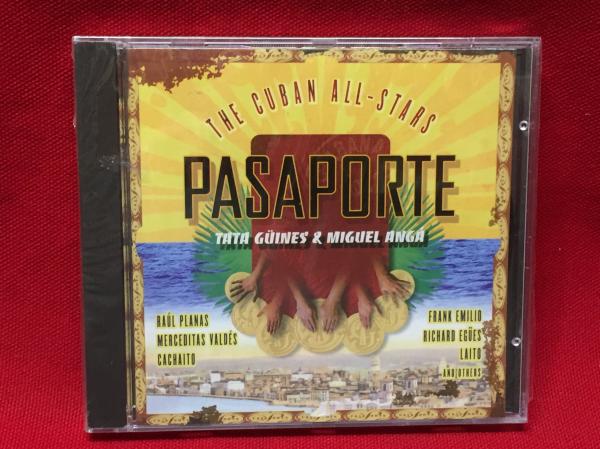 THE CUBAN ALL-STARS
PASAPORTE
TATA GÜINES & MIGUEL ANGA
RAÚL PLANAS
MERCEDITAS VALDÉS
CACHAITO
FRANK EMILIO
RICHARD EGÜES
LAITO
AND OTHERS